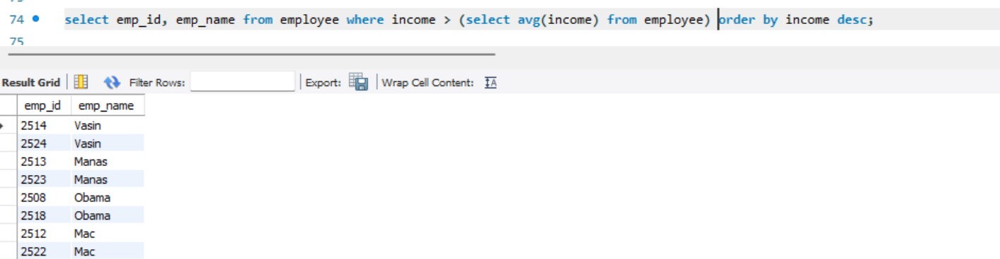 74 select emp_id, emp_name from employee where income > (select avg(income) from employee) order by income desc;
75
Result Grid Filter Rows: Export: Wrap Cell Content: IA
emp_id emp_name
2514 Vasin
2524 Vasin
2513 Manas
2523 Manas
2508 Obama
2518 Obama
2512 Mac
2522 Mac